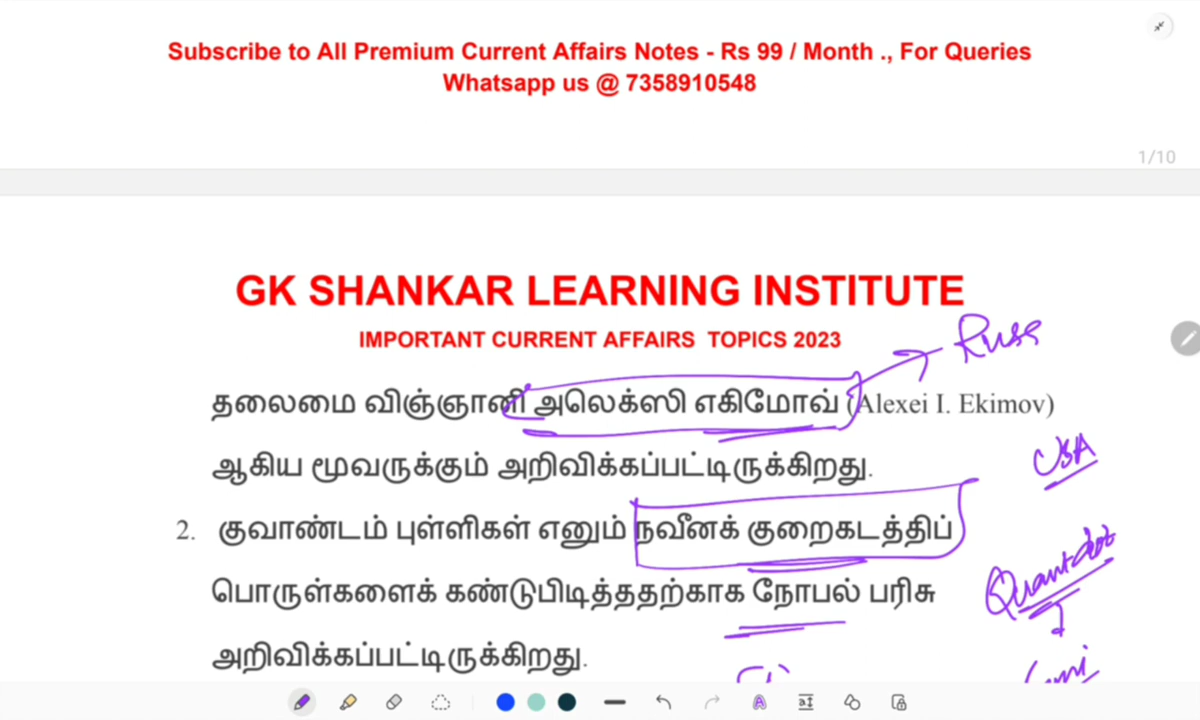 Subscribe to All Premium Current Affairs Notes - Rs 99 / Month ., For Queries
Whatsapp us @ 7358910548
1/10
GK SHANKAR LEARNING INSTITUTE
IMPORTANT CURRENT AFFAIRS TOPICS 2023
Russ
தலைமை விஞ்ஞானி அலெக்ஸி எகிமோவ் (Alexei I. Ekimov)
USA
ஆகிய மூவருக்கும் அறிவிக்கப்பட்டிருக்கிறது.
2. குவாண்டம் புள்ளிகள் எனும் நவீனக் குறைகடத்திப்
பொருள்களைக் கண்டுபிடித்ததற்காக நோபல் பரிசு
அறிவிக்கப்பட்டிருக்கிறது.